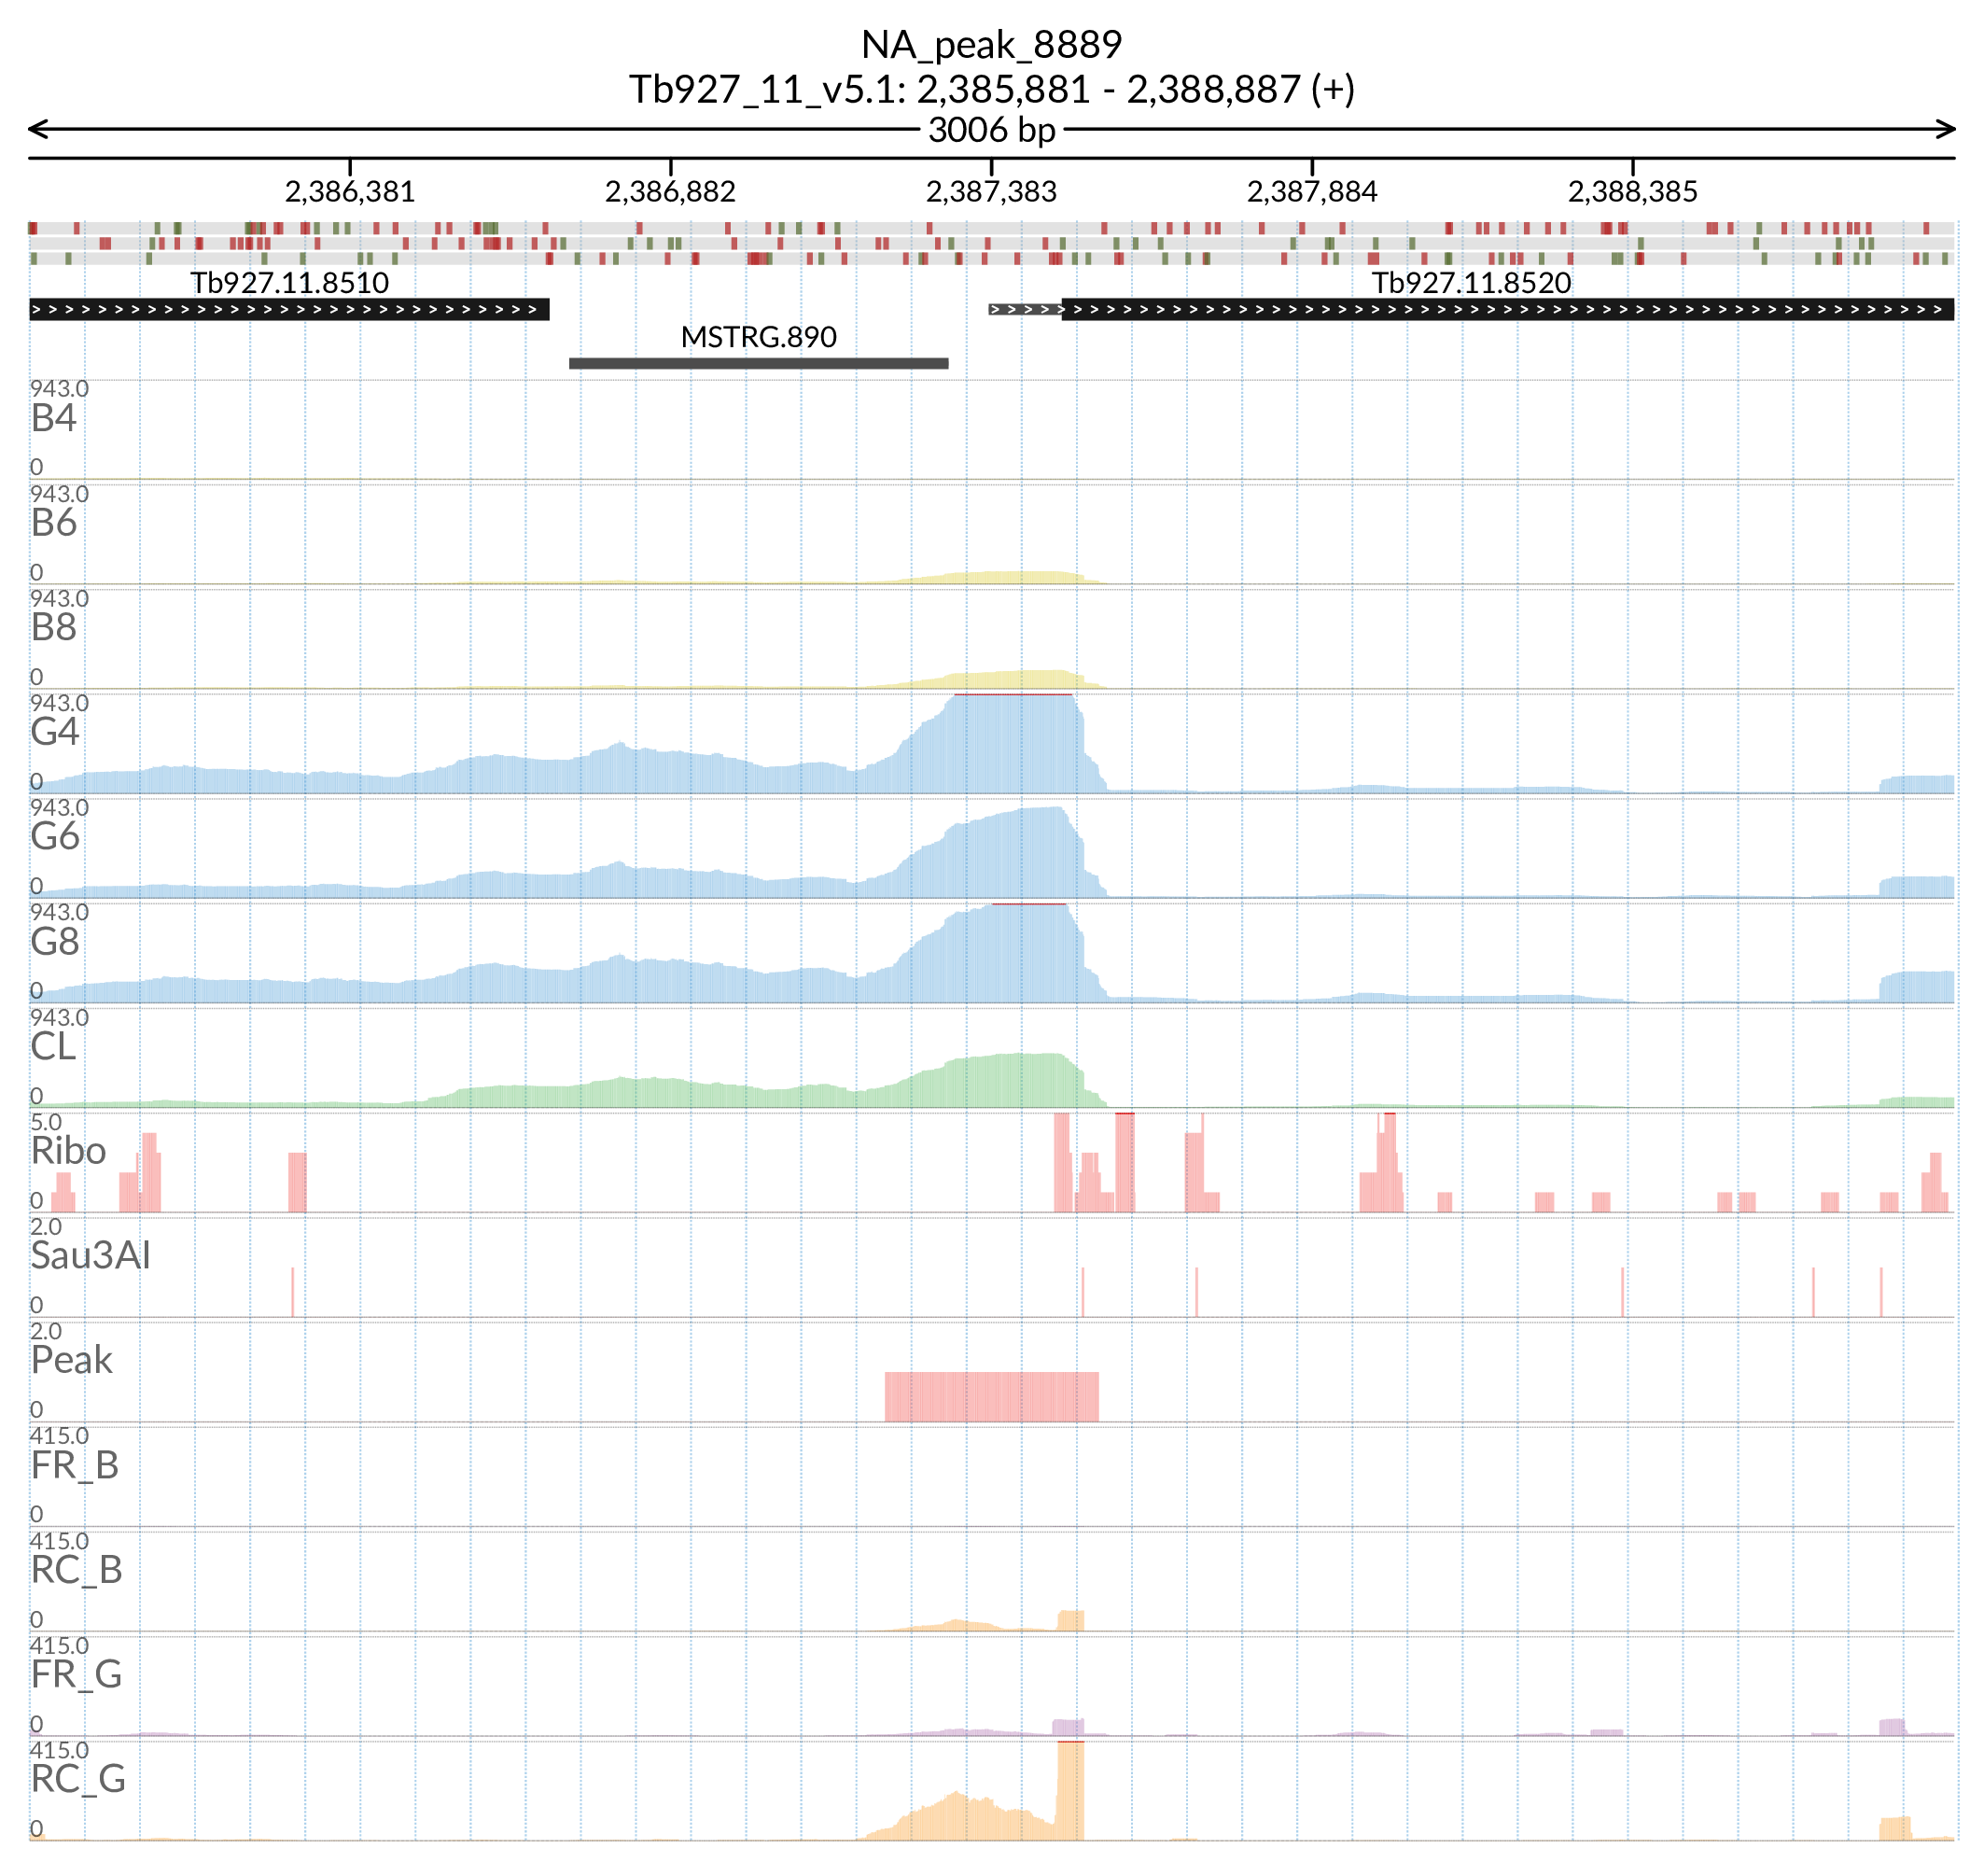 NA_peak_8889
Tb927_11_v5.1: 2,385,881 - 2,388,887 (+)
3006 bp
2,386,381 2,386,882 2,387,383 2,387,884 2,388,385
Tb927.11.8510 Tb927.11.8520
MSTRG.890
943.0
B4
0
943.0
B6
0
943.0
B8
0
943.0
G4
0
943.0
G6
0
943.0
G8
0
943.0
CL
0
5.0
Ribo
0
2.0
Sau3AI
0
2.0
Peak
0
415.0
FR_B
0
415.0
RC_B
0
415.0
FR_G
0
415.0
RC_G
0